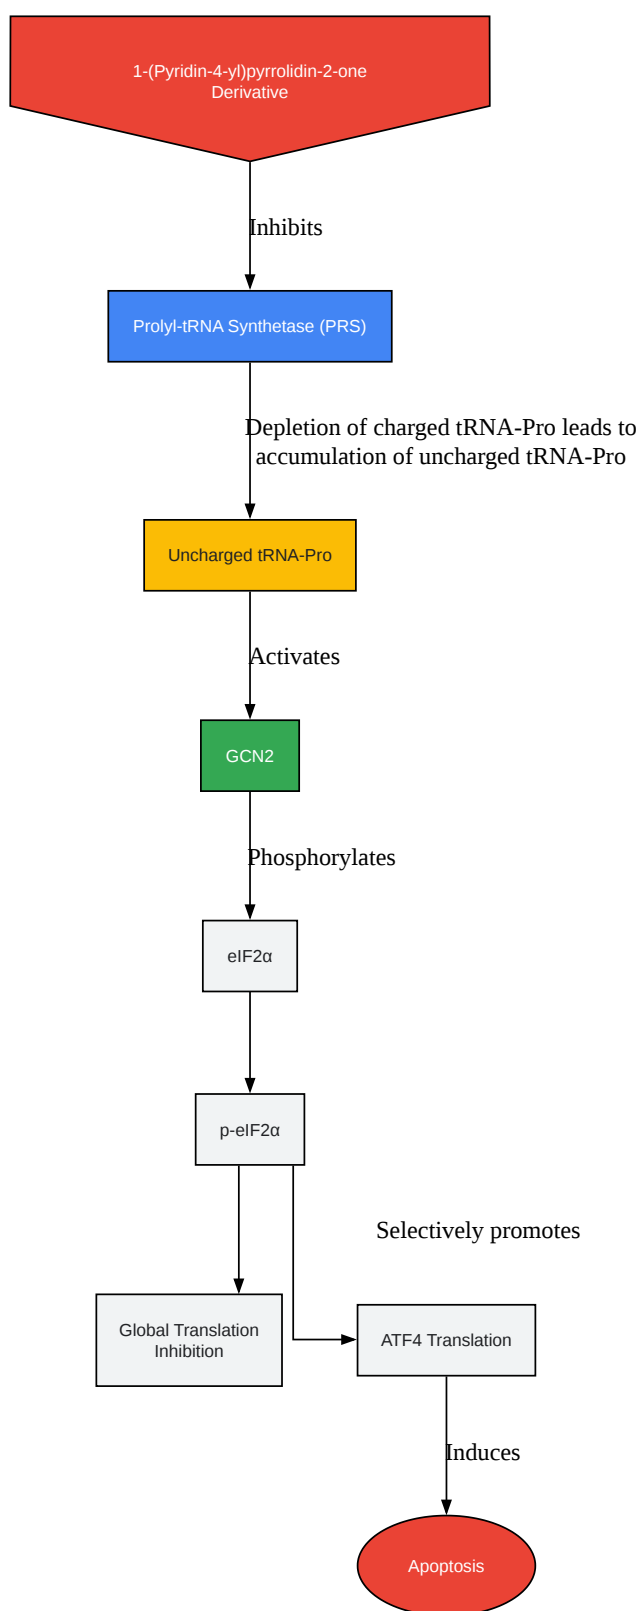 1-(Pyridin-4-yl)pyrrolidin-2-one
Derivative
Inhibits
Prolyl-tRNA Synthetase (PRS)
Depletion of charged tRNA-Pro leads to
accumulation of uncharged tRNA-Pro
Uncharged tRNA-Pro
Activates
GCN2
Phosphorylates
eIF2α
p-eIF2α
Selectively promotes
Global Translation
Inhibition
ATF4 Translation
Induces
Apoptosis